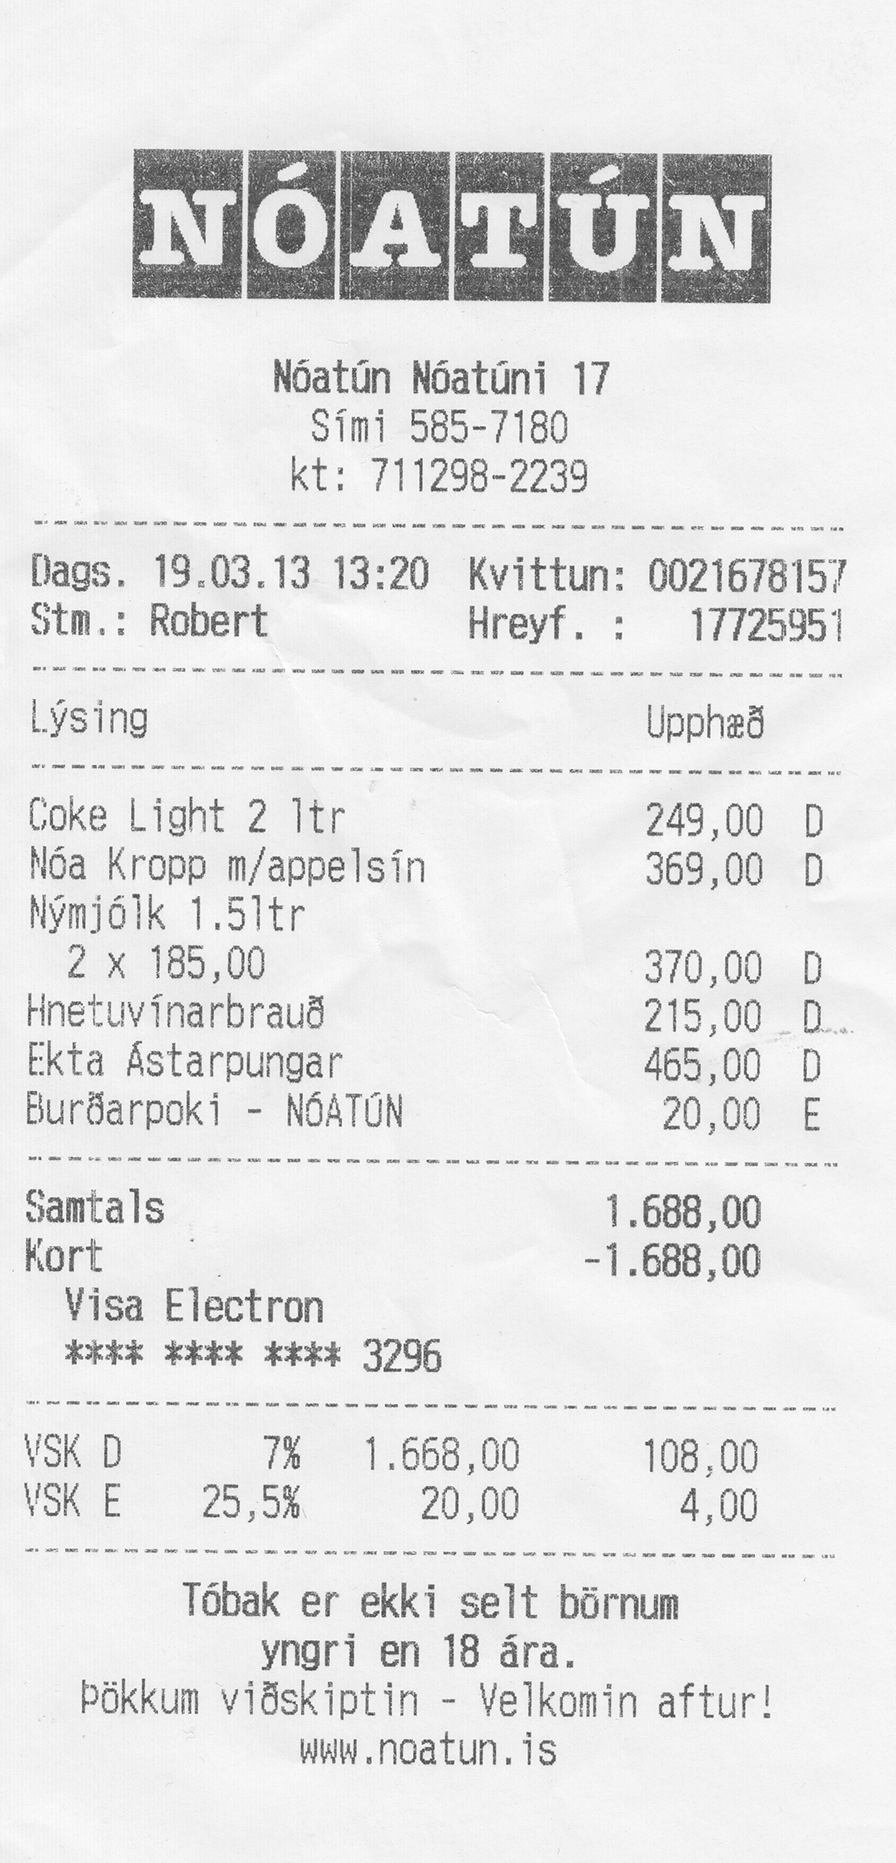 NÓATÚN
Nóatún Nóatúni 17
Sími 585-7180
kt: 711298-2239
Dags. 19.03.13 13:20 Kvittun: 0021678157
Stm.: Robert Hreyf. : 17725951
Lýsing Upphæð
Coke Light 2 ltr 249,00 D
Nóa Kropp m/appelsín 369,00 D
Nýmjólk 1.5ltr
2 x 185,00 370,00 D
Hnetuvínarbrauð 215,00 D
Ekta Ástarpungar 465,00 D
Burðarpoki - NÓATÚN 20,00 E
Samtals 1.688,00
Kort -1.688,00
Visa Electron
**** **** **** 3296
VSK D 7% 1.668,00 108,00
VSK E 25,5% 20,00 4,00
Tóbak er ekki selt börnum
yngri en 18 ára.
Þökkum viðskiptin - Velkomin aftur!
www.noatun.is